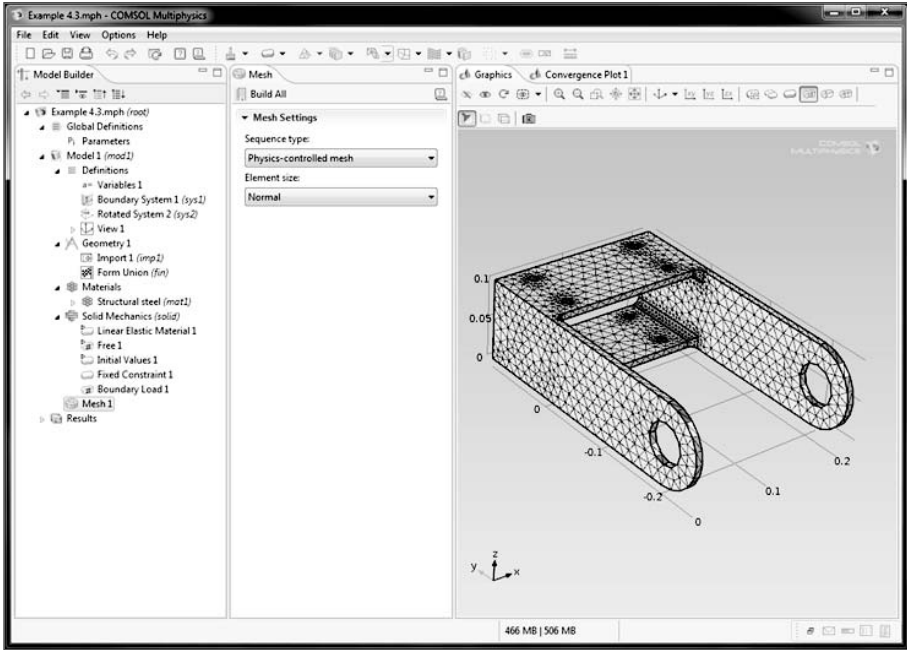 Example 4.3.mph - COMSOL Multiphysics
File Edit View Options Help
Model Builder
Example 4.3.mph (root)
Global Definitions
Pi Parameters
Model 1 (mod1)
Definitions
a= Variables 1
Boundary System 1 (sys1)
Rotated System 2 (sys2)
View 1
Geometry 1
Import 1 (imp1)
Form Union (fin)
Materials
Structural steel (mat1)
Solid Mechanics (solid)
Linear Elastic Material 1
Free 1
Initial Values 1
Fixed Constraint 1
Boundary Load 1
Mesh 1
Results
Mesh
Build All
Mesh Settings
Sequence type:
Physics-controlled mesh
Element size:
Normal
Graphics Convergence Plot 1
COMSOL
MULTIPHYSICS
0.1
0.05
0
0
-0.1
-0.2
0
0.1
0.2
z
y
x
466 MB | 506 MB